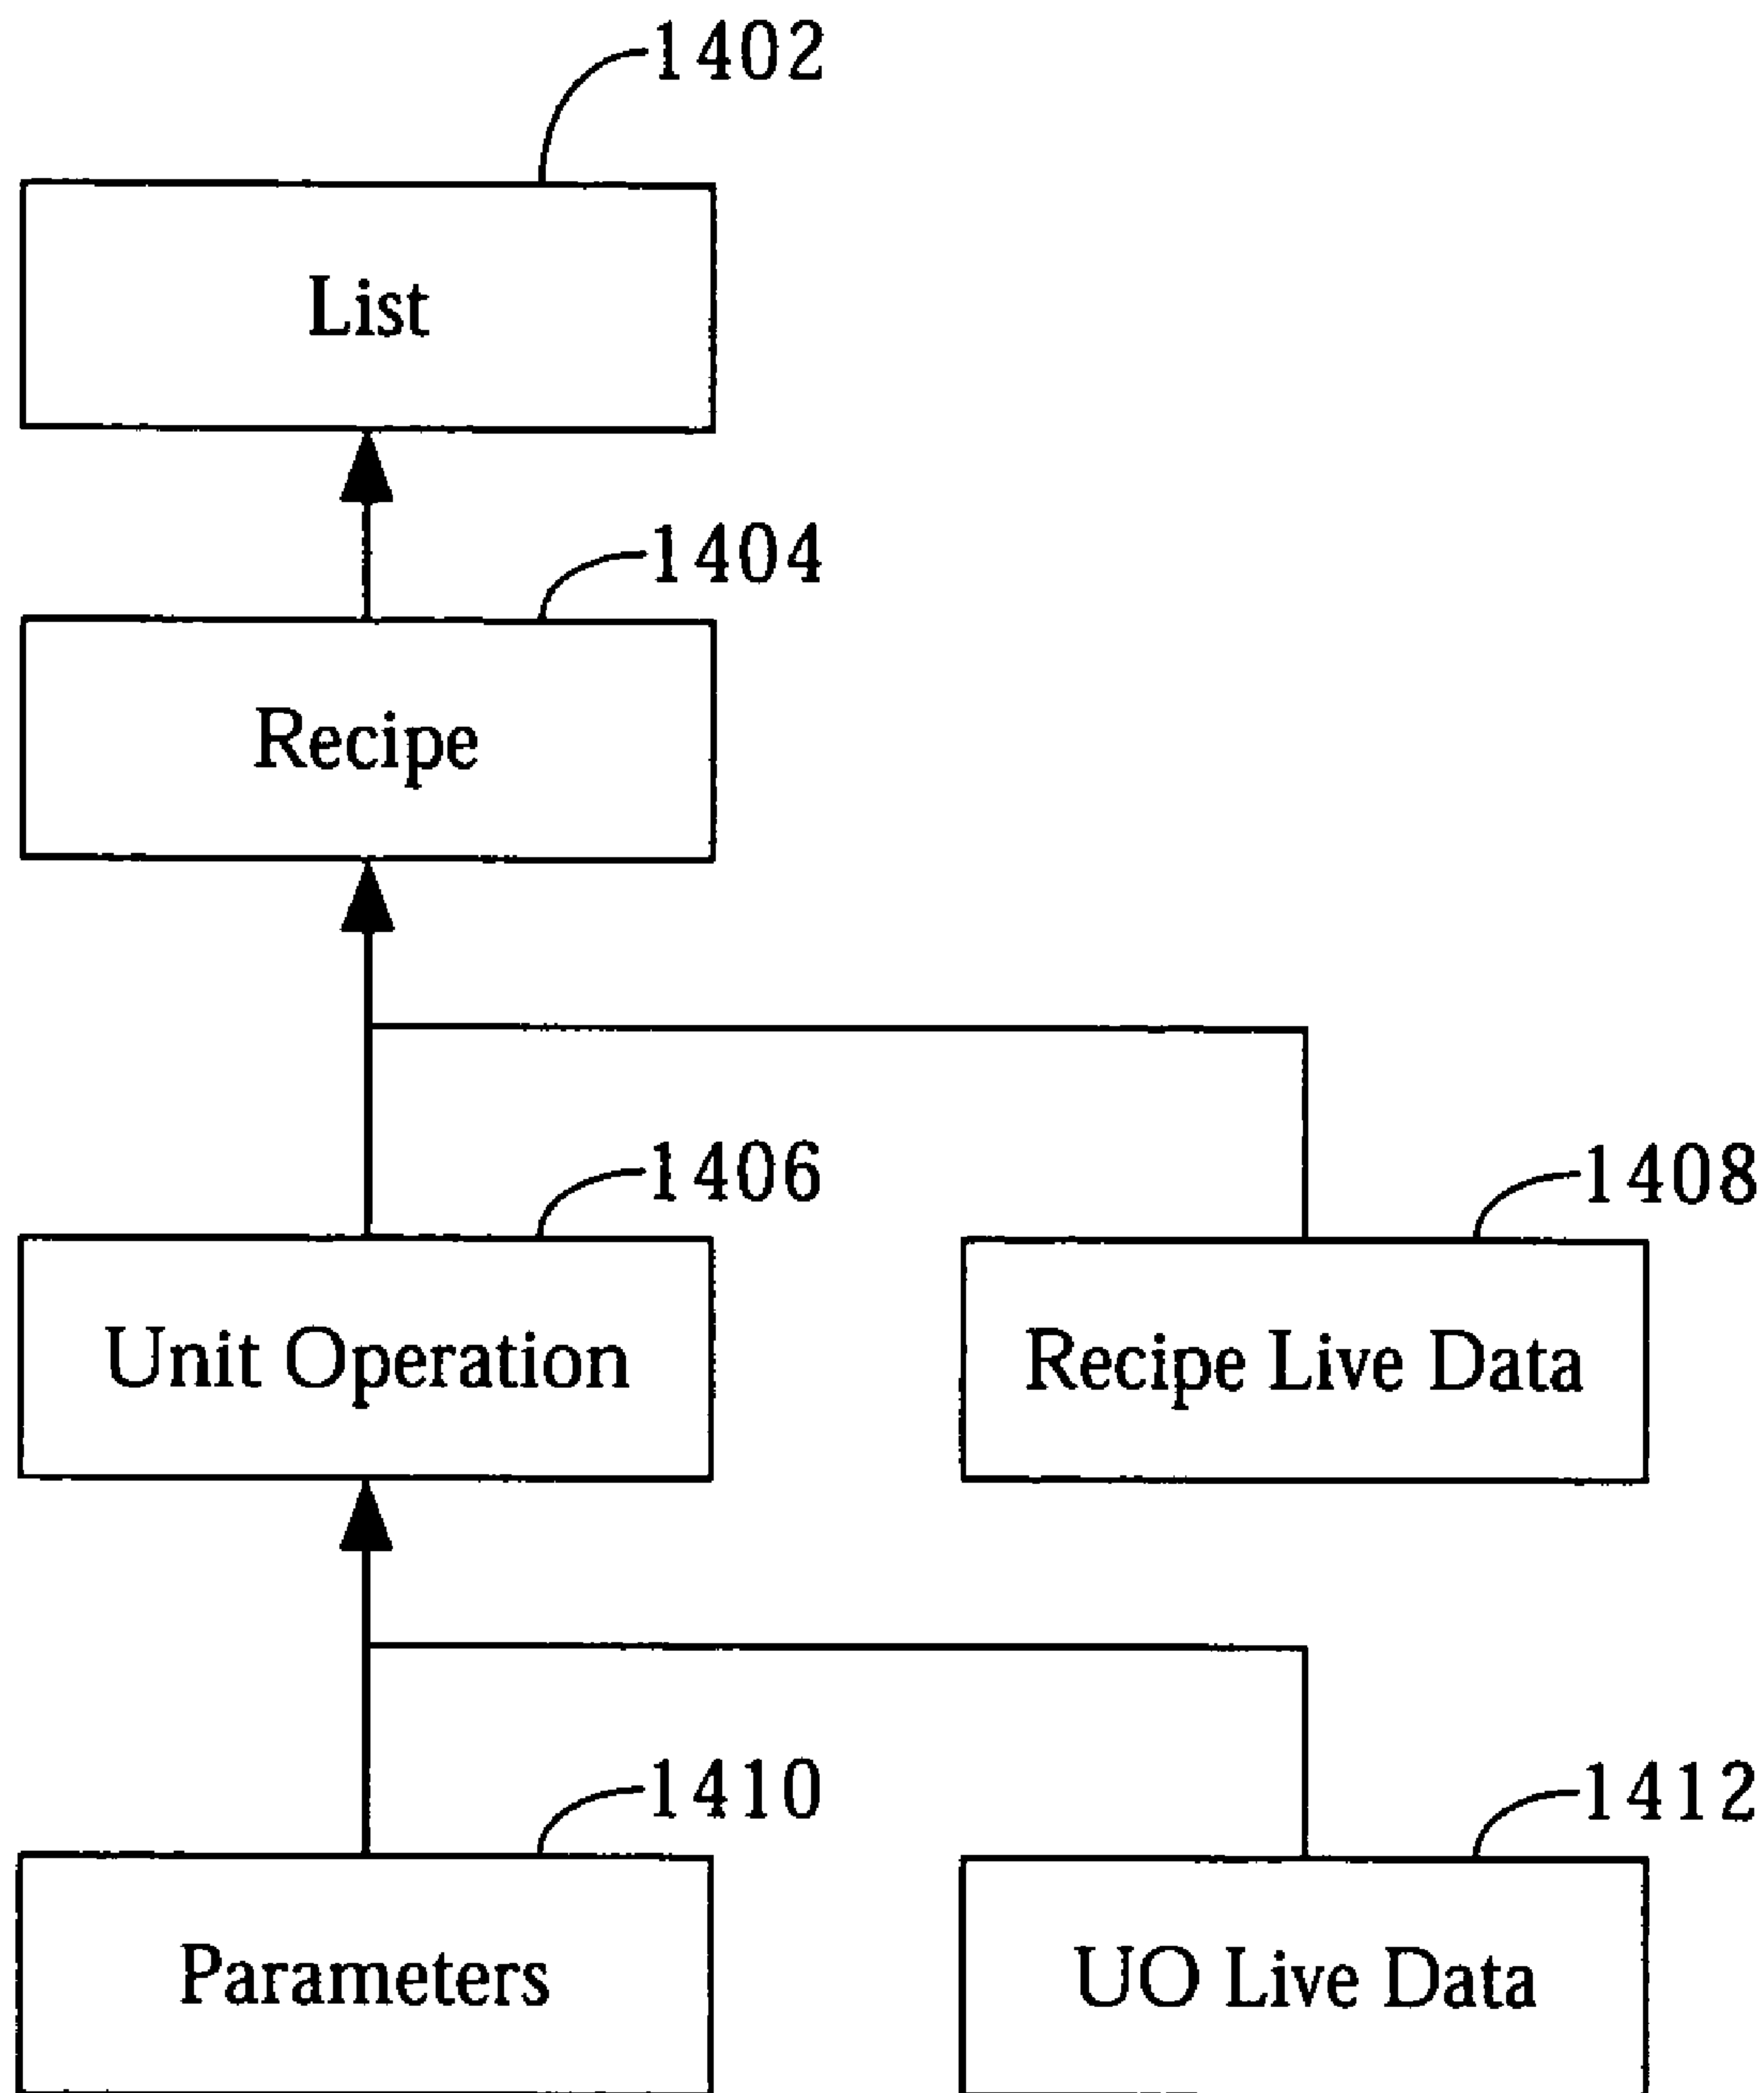 1402
List
1404
Recipe
1406
1408
Unit Operation
Recipe Live Data
1410
1412
Parameters
UO Live Data